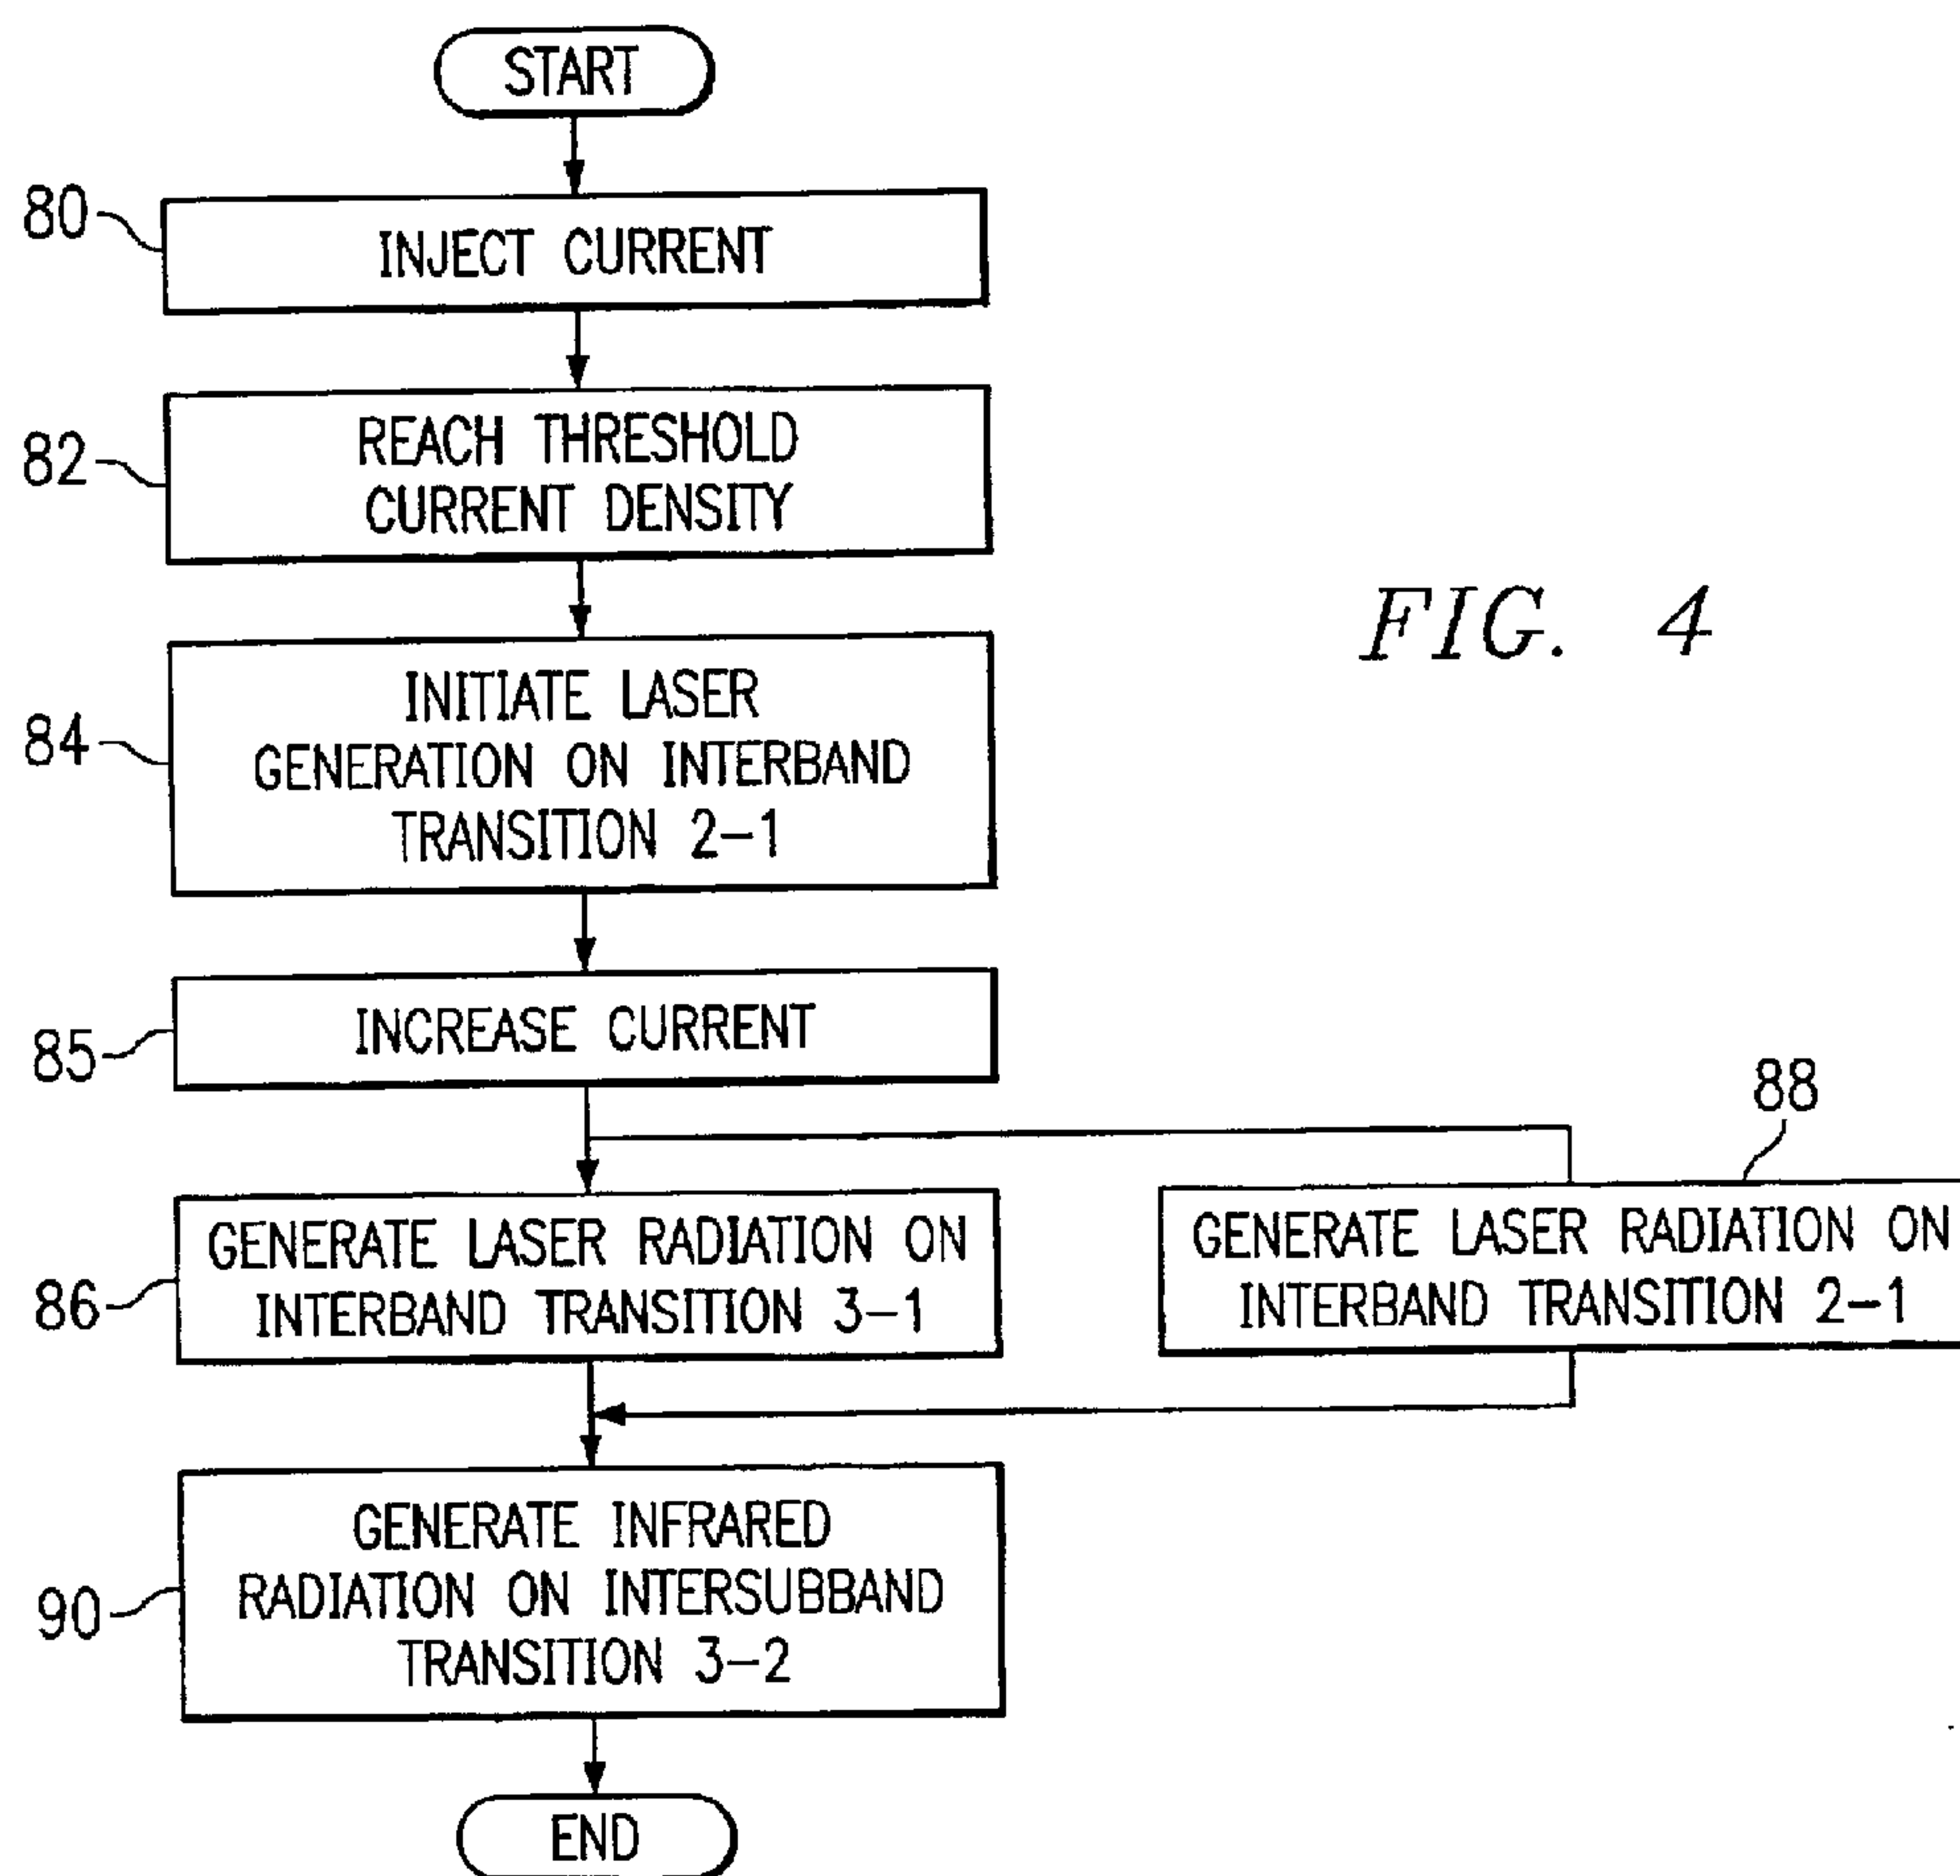 START
80
INJECT CURRENT
82
REACH THRESHOLD
CURRENT DENSITY
FIG. 4
84
INITIATE LASER
GENERATION ON INTERBAND
TRANSITION 2-1
85
INCREASE CURRENT
88
86
GENERATE LASER RADIATION ON
INTERBAND TRANSITION 3-1
GENERATE LASER RADIATION ON
INTERBAND TRANSITION 2-1
90
GENERATE INFRARED
RADIATION ON INTERSUBBAND
TRANSITION 3-2
END